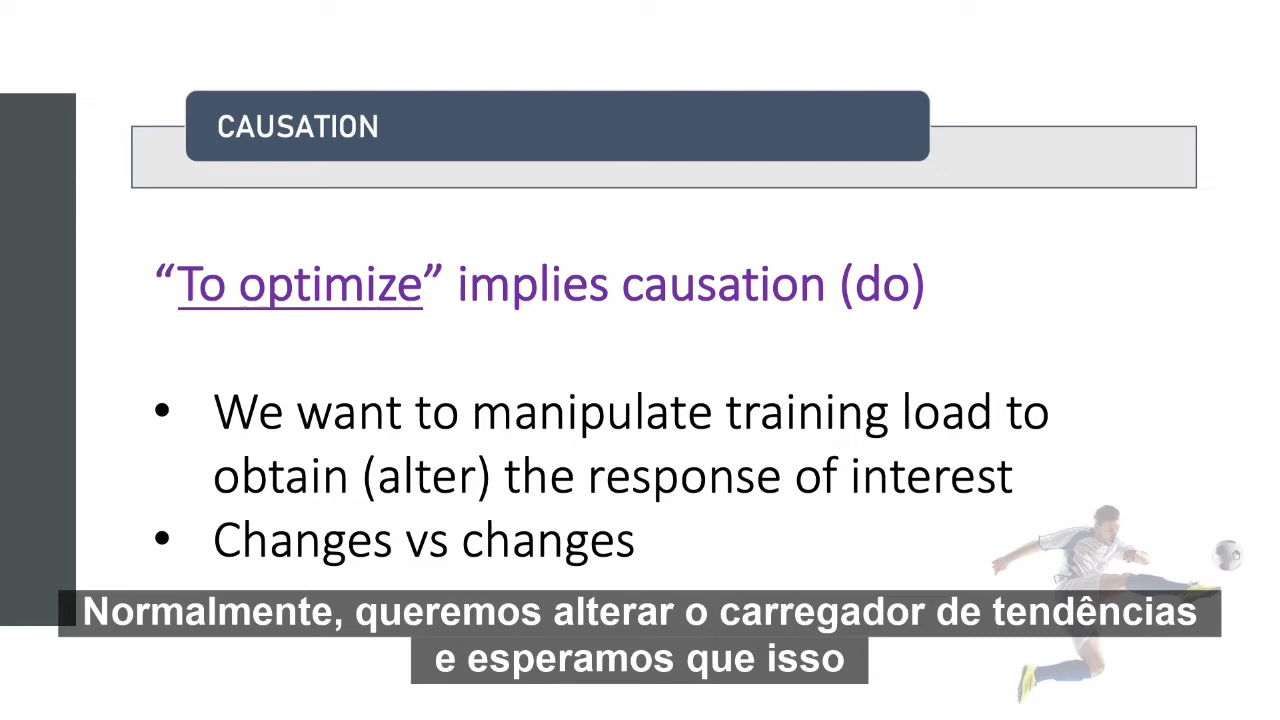 CAUSATION
“To optimize” implies causation (do)
• We want to manipulate training load to
obtain (alter) the response of interest
• Changes vs changes
Normalmente, queremos alterar o carregador de tendências
e esperamos que isso